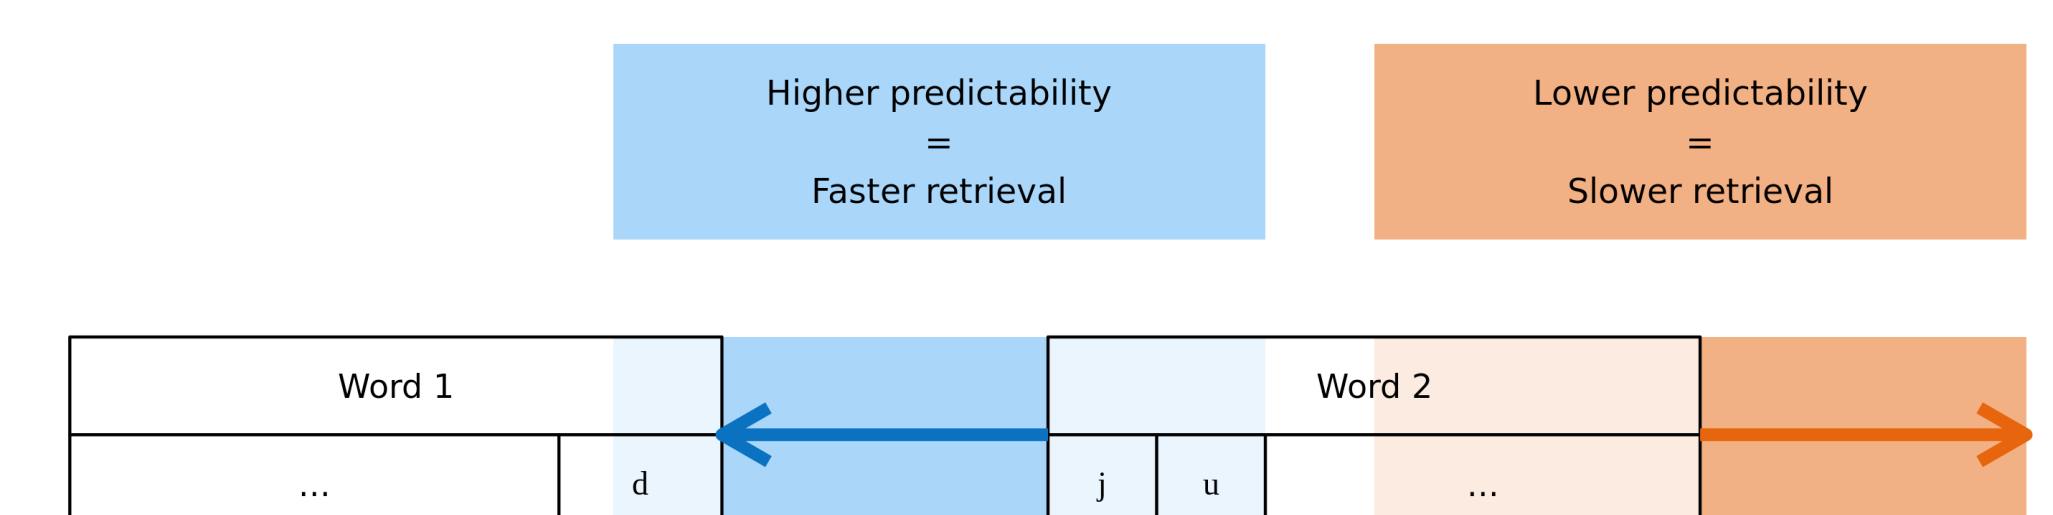 Higher predictability
=
Faster retrieval
Lower predictability
=
Slower retrieval
Word 1
Word 2
... d j u ...